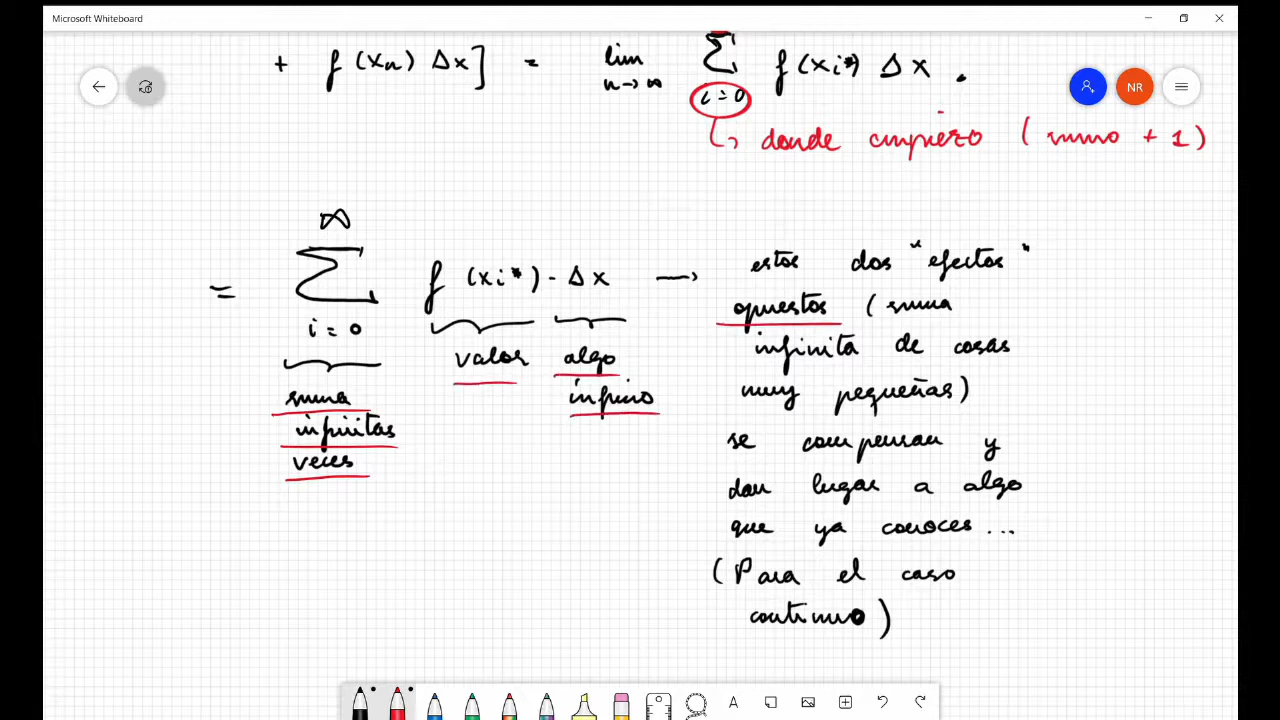 Microsoft Whiteboard
+ f(xn) Δx] = lim n→∞ Σ i=0 f(xi*) Δx .
↳ donde empiezo (sumo + 1)
NR
= Σ ∞ i=0 f(xi*) · Δx →
suma
infinitas
veces
valor
algo
ínfimo
estos dos "efectos"
opuestos (suma
infinita de cosas
muy pequeñas)
se compensan y
dan lugar a algo
que ya conoces...
(Para el caso
continuo)
A